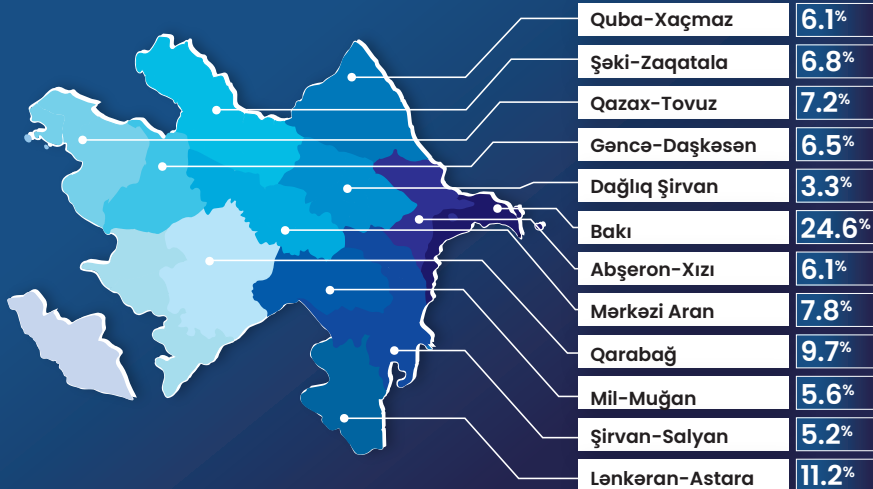 Quba-Xaçmaz 6.1%
Şəki-Zaqatala 6.8%
Qazax-Tovuz 7.2%
Gəncə-Daşkəsən 6.5%
Dağlıq Şirvan 3.3%
Bakı 24.6%
Abşeron-Xızı 6.1%
Mərkəzi Aran 7.8%
Qarabağ 9.7%
Mil-Muğan 5.6%
Şirvan-Salyan 5.2%
Lənkəran-Astara 11.2%